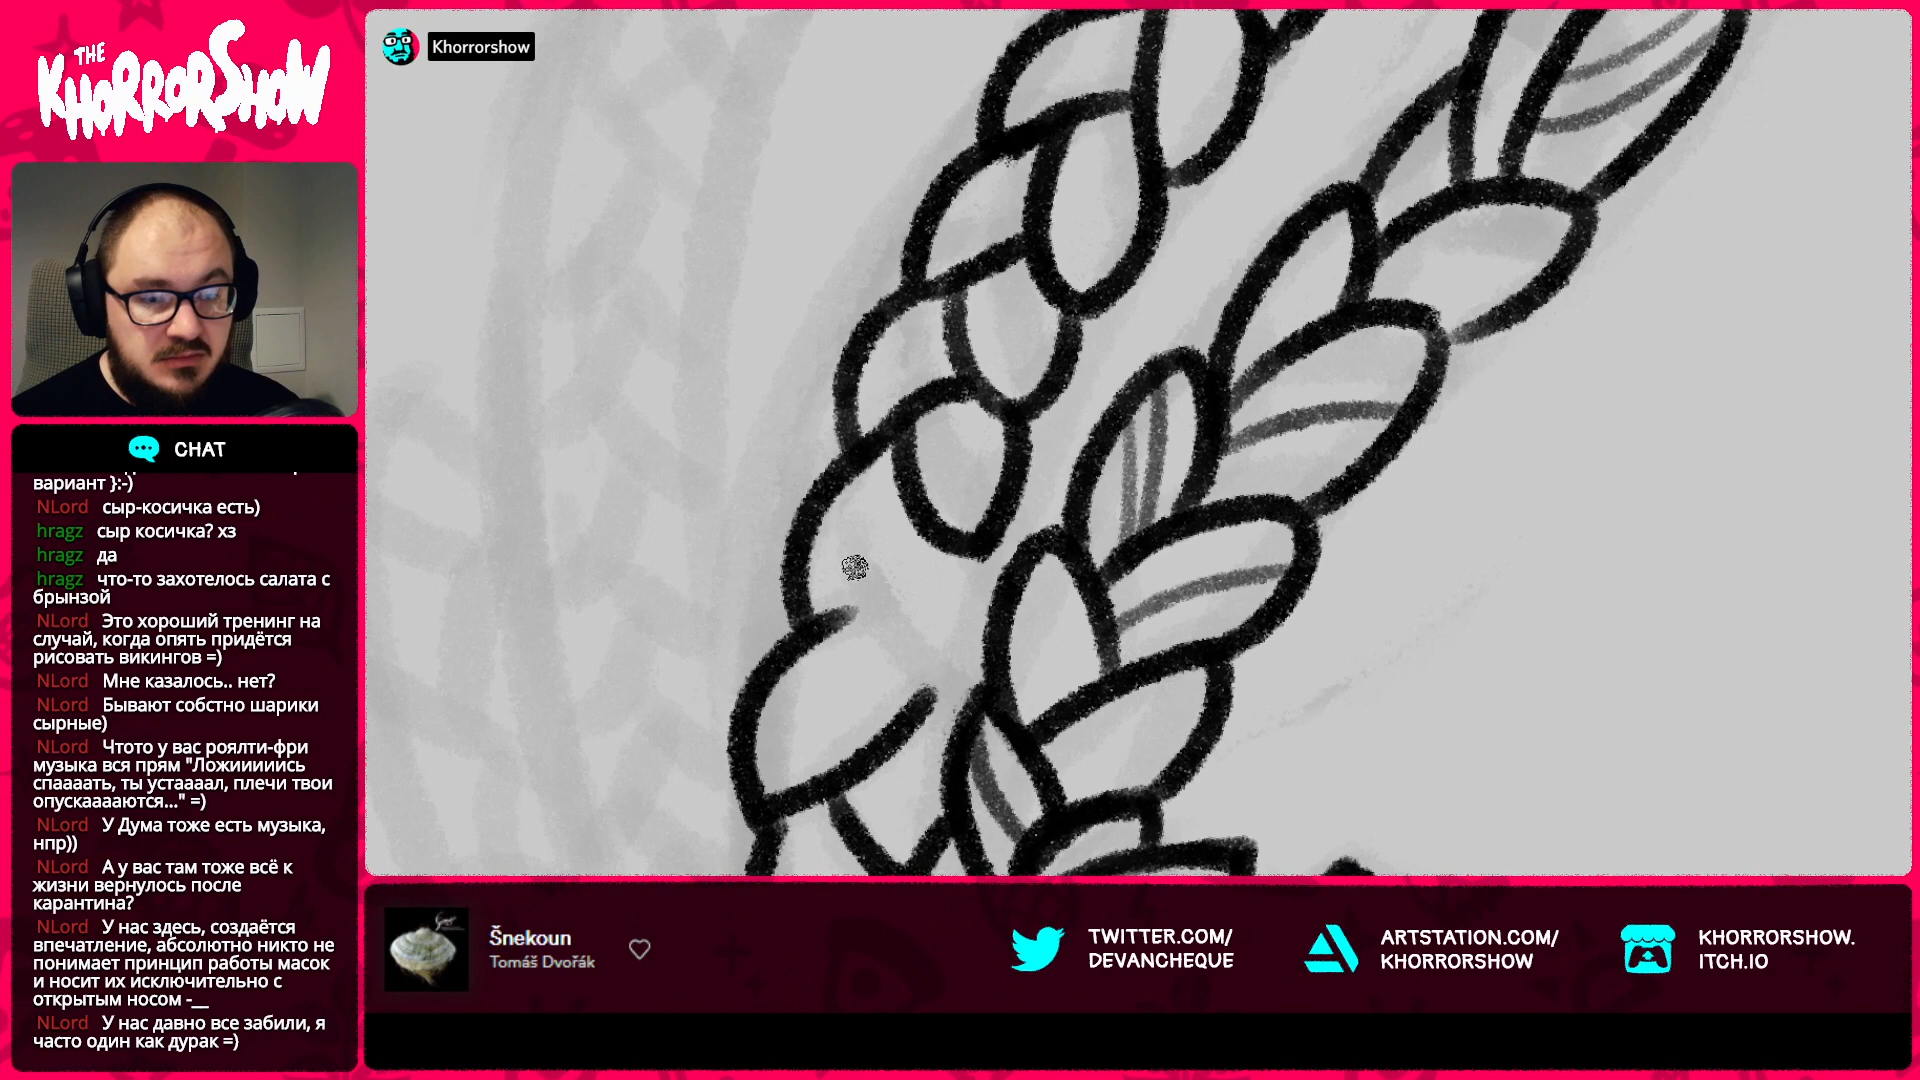 THE
KHORRORSHOW
Khorrorshow
CHAT
вариант }:-)
NLord сыр-косичка есть)
hragz сыр косичка? хз
hragz да
hragz что-то захотелось салата с
брынзой
NLord Это хороший тренинг на
случай, когда опять придётся
рисовать викингов =)
NLord Мне казалось.. нет?
NLord Бывают собстно шарики
сырные)
NLord Чтото у вас роялти-фри
музыка вся прям "Ложииииись
спаааать, ты устаааал, плечи твои
опускааааются..." =)
NLord У Дума тоже есть музыка,
нпр))
NLord А у вас там тоже всё к
жизни вернулось после
карантина?
NLord У нас здесь, создаётся
впечатление, абсолютно никто не
понимает принцип работы масок
и носит их исключительно с
открытым носом -__
NLord У нас давно все забили, я
часто один как дурак =)
Šnekoun
Tomáš Dvořák
TWITTER.COM/
DEVANCHEQUE
ARTSTATION.COM/
KHORRORSHOW
KHORRORSHOW.
ITCH.IO